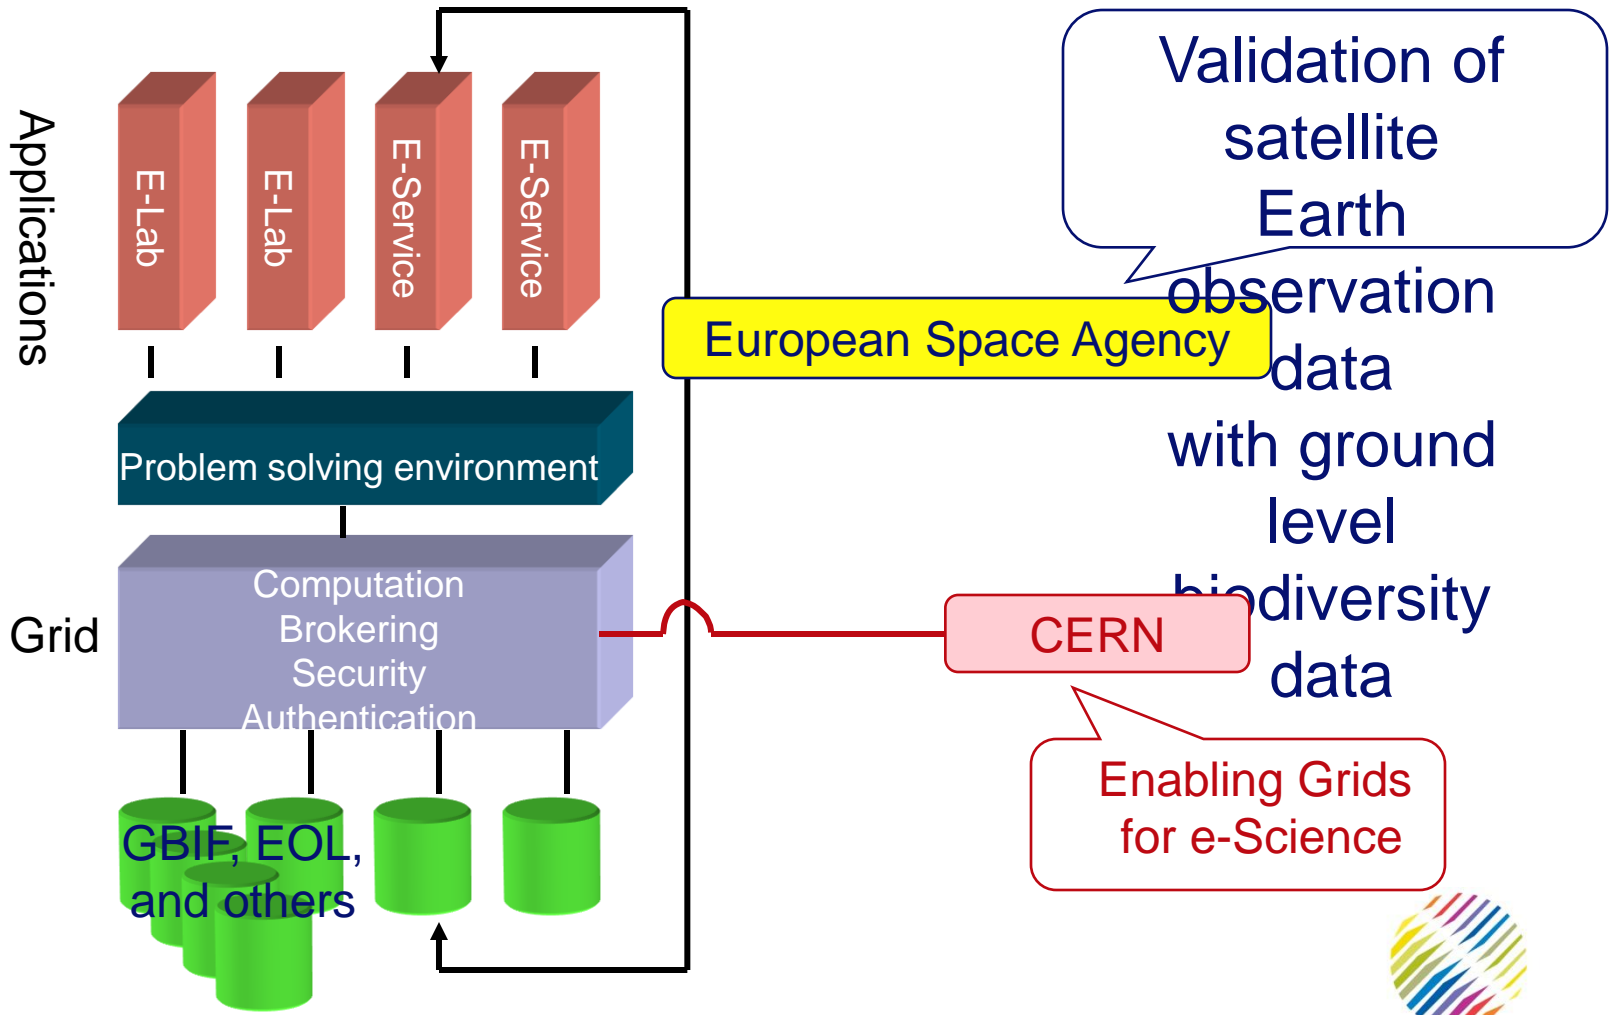 Applications
E-Lab
E-Lab
E-Service
E-Service
Validation of
satellite
Earth
observation
data
with ground
level
biodiversity
data
European Space Agency
Problem solving environment
Grid
Computation
Brokering
Security
Authentication
CERN
Enabling Grids
for e-Science
GBIF, EOL,
and others